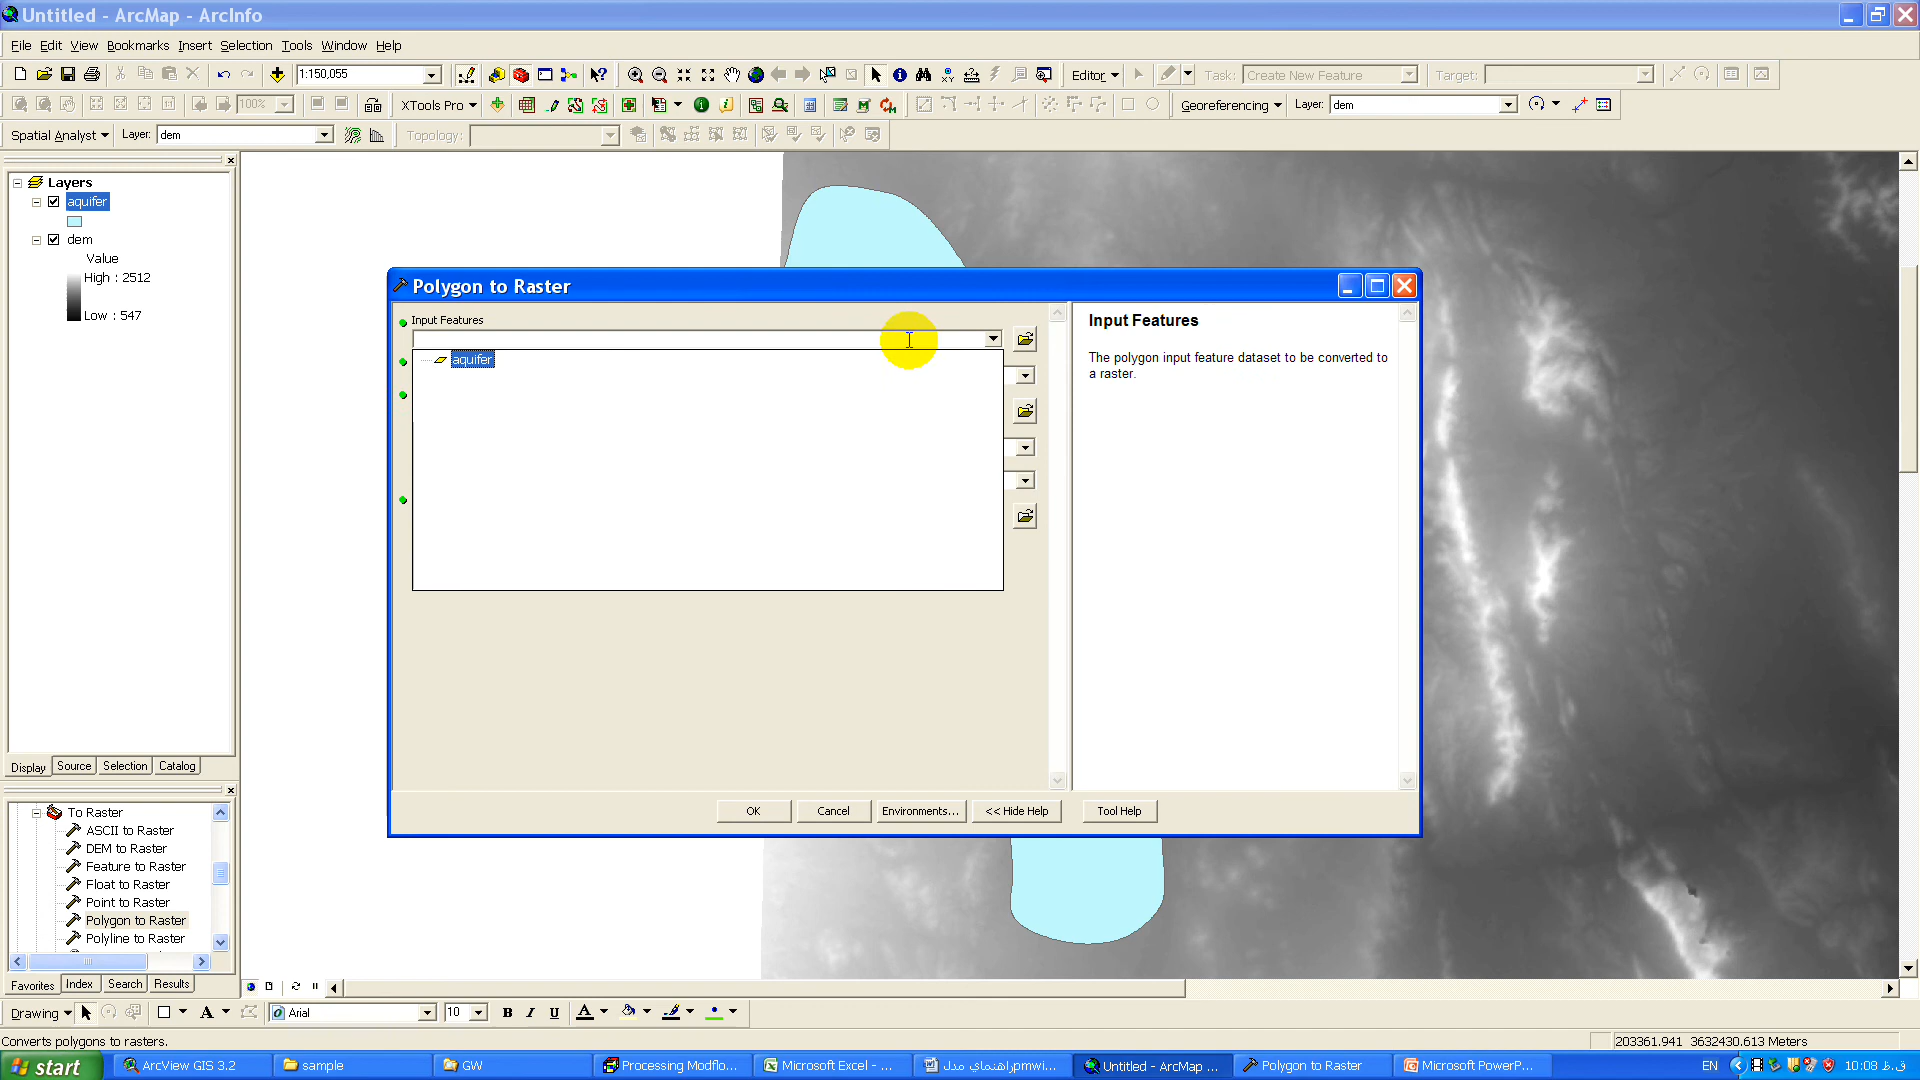 Untitled - ArcMap - ArcInfo
File Edit View Bookmarks Insert Selection Tools Window Help
1:150,055 Editor Task: Create New Feature Target:
100% XTools Pro Georeferencing Layer: dem
Spatial Analyst Layer: dem Topology:
Layers
aquifer
dem
Value
High : 2512
Low : 547
Display Source Selection Catalog
To Raster
ASCII to Raster
DEM to Raster
Feature to Raster
Float to Raster
Point to Raster
Polygon to Raster
Polyline to Raster
Favorites Index Search Results
Polygon to Raster
Input Features
aquifer
Input Features
The polygon input feature dataset to be converted to
a raster.
OK Cancel Environments... << Hide Help Tool Help
Drawing A Arial 10 B I U A
Converts polygons to rasters.
203361.941 3632430.613 Meters
start ArcView GIS 3.2 sample GW Processing Modflo... Microsoft Excel - ... راهنماي مدلpmwi... Untitled - ArcMap ... Polygon to Raster Microsoft PowerP... EN 10:08 ق.ظ